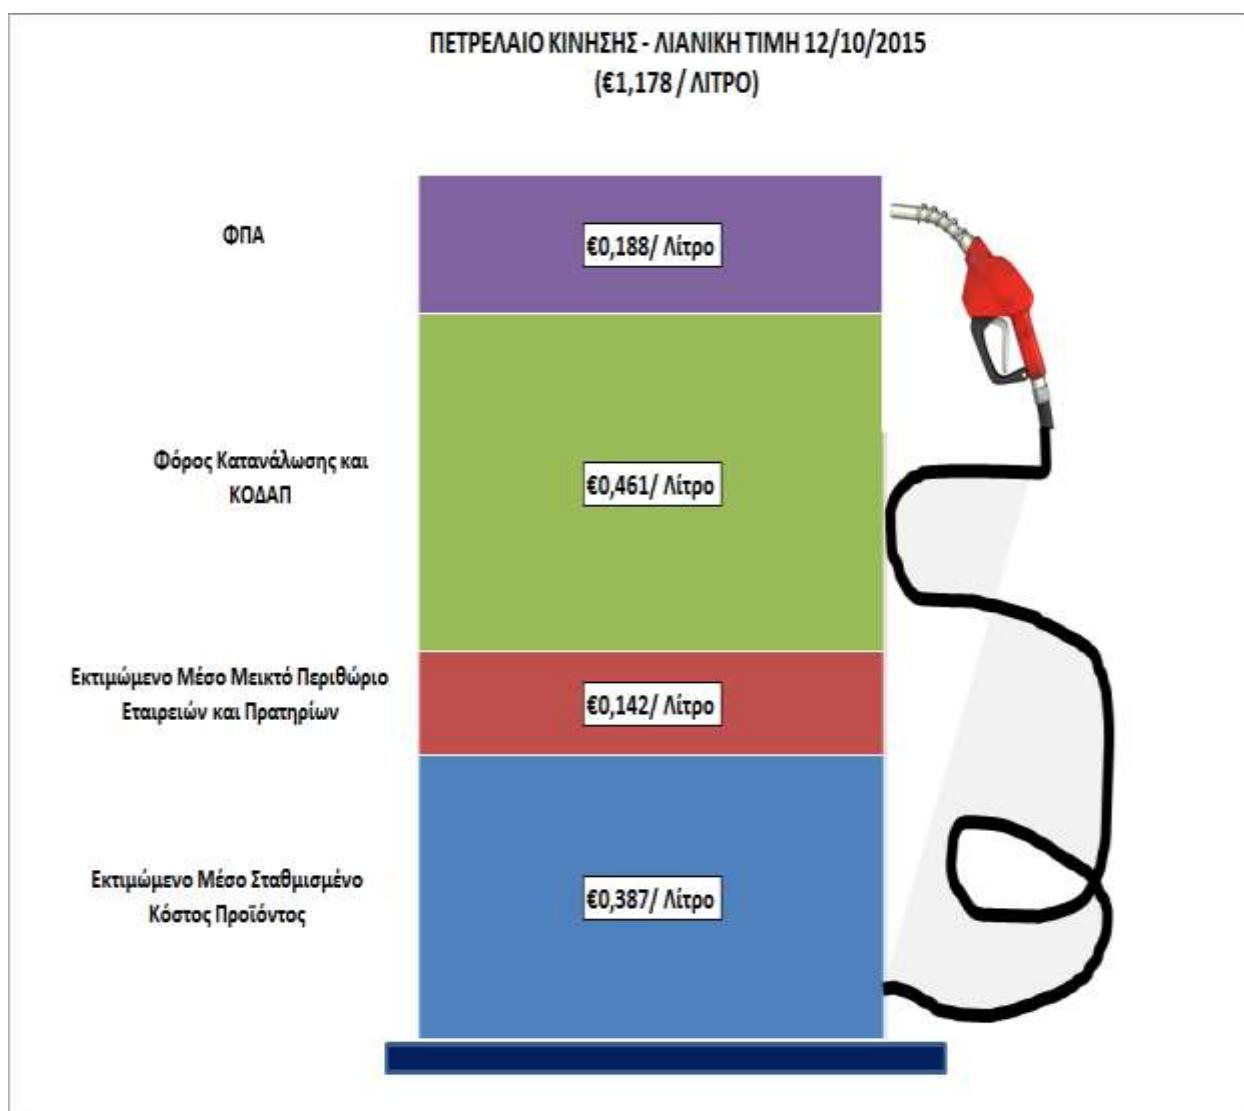 ΠΕΤΡΕΛΑΙΟ ΚΙΝΗΣΗΣ - ΛΙΑΝΙΚΗ ΤΙΜΗ 12/10/2015
(€1,178 / ΛΙΤΡΟ)
ΦΠΑ
€0,188/ Λίτρο
Φόρος Κατανάλωσης και
ΚΟΔΑΠ
€0,461/ Λίτρο
Εκτιμώμενο Μέσο Μεικτό Περιθώριο
Εταιρειών και Πρατηρίων
€0,142/ Λίτρο
Εκτιμώμενο Μέσο Σταθμισμένο
Κόστος Προϊόντος
€0,387/ Λίτρο